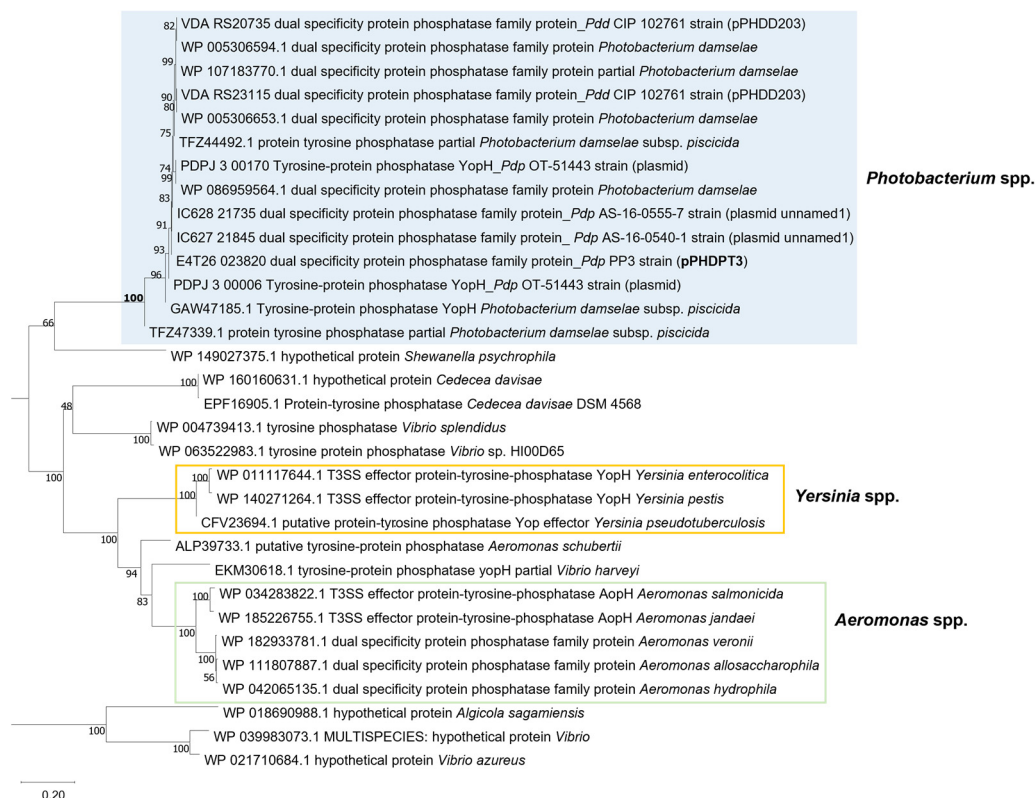 VDA RS20735 dual specificity protein phosphatase family protein_Pdd CIP 102761 strain (pPHDD203)
WP 005306594.1 dual specificity protein phosphatase family protein Photobacterium damselae
WP 107183770.1 dual specificity protein phosphatase family protein partial Photobacterium damselae
VDA RS23115 dual specificity protein phosphatase family protein_Pdd CIP 102761 strain (pPHDD203)
WP 005306653.1 dual specificity protein phosphatase family protein Photobacterium damselae
TFZ44492.1 protein tyrosine phosphatase partial Photobacterium damselae subsp. piscicida
PDPJ 3 00170 Tyrosine-protein phosphatase YopH_Pdp OT-51443 strain (plasmid)
WP 086959564.1 dual specificity protein phosphatase family protein Photobacterium damselae
IC628 21735 dual specificity protein phosphatase family protein_Pdp AS-16-0555-7 strain (plasmid unnamed1)
IC627 21845 dual specificity protein phosphatase family protein_ Pdp AS-16-0540-1 strain (plasmid unnamed1)
E4T26 023820 dual specificity protein phosphatase family protein_Pdp PP3 strain (pPHDPT3)
PDPJ 3 00006 Tyrosine-protein phosphatase YopH_Pdp OT-51443 strain (plasmid)
GAW47185.1 Tyrosine-protein phosphatase YopH Photobacterium damselae subsp. piscicida
TFZ47339.1 protein tyrosine phosphatase partial Photobacterium damselae subsp. piscicida
Photobacterium spp.
WP 149027375.1 hypothetical protein Shewanella psychrophila
WP 160160631.1 hypothetical protein Cedecea davisae
EPF16905.1 Protein-tyrosine phosphatase Cedecea davisae DSM 4568
WP 004739413.1 tyrosine phosphatase Vibrio splendidus
WP 063522983.1 tyrosine protein phosphatase Vibrio sp. HI00D65
WP 011117644.1 T3SS effector protein-tyrosine-phosphatase YopH Yersinia enterocolitica
WP 140271264.1 T3SS effector protein-tyrosine-phosphatase YopH Yersinia pestis
CFV23694.1 putative protein-tyrosine phosphatase Yop effector Yersinia pseudotuberculosis
Yersinia spp.
ALP39733.1 putative tyrosine-protein phosphatase Aeromonas schubertii
EKM30618.1 tyrosine-protein phosphatase yopH partial Vibrio harveyi
WP 034283822.1 T3SS effector protein-tyrosine-phosphatase AopH Aeromonas salmonicida
WP 185226755.1 T3SS effector protein-tyrosine-phosphatase AopH Aeromonas jandaei
WP 182933781.1 dual specificity protein phosphatase family protein Aeromonas veronii
WP 111807887.1 dual specificity protein phosphatase family protein Aeromonas allosaccharophila
WP 042065135.1 dual specificity protein phosphatase family protein Aeromonas hydrophila
Aeromonas spp.
WP 018690988.1 hypothetical protein Algicola sagamiensis
WP 039983073.1 MULTISPECIES: hypothetical protein Vibrio
WP 021710684.1 hypothetical protein Vibrio azureus
82
99
90
80
75
74
99
83
91
93
96
100
66
100
48
100
100
100
100
100
94
83
100
100
100
56
100
100
0.20